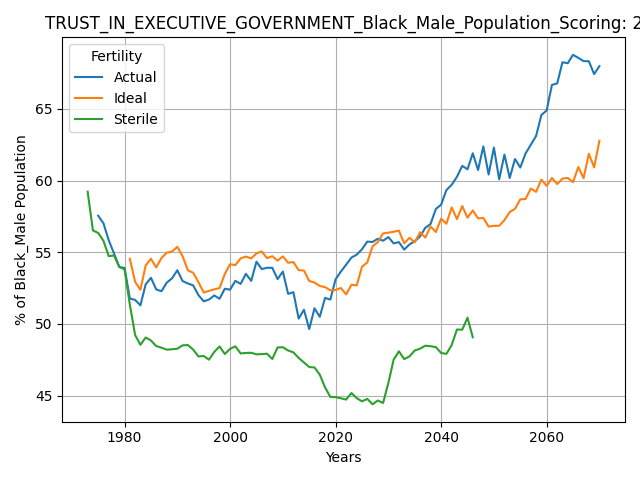 TRUST_IN_EXECUTIVE_GOVERNMENT_Black_Male_Population_Scoring: 2
Fertility
Actual
Ideal
Sterile
% of Black_Male Population
65
60
55
50
45
1980 2000 2020 2040 2060
Years